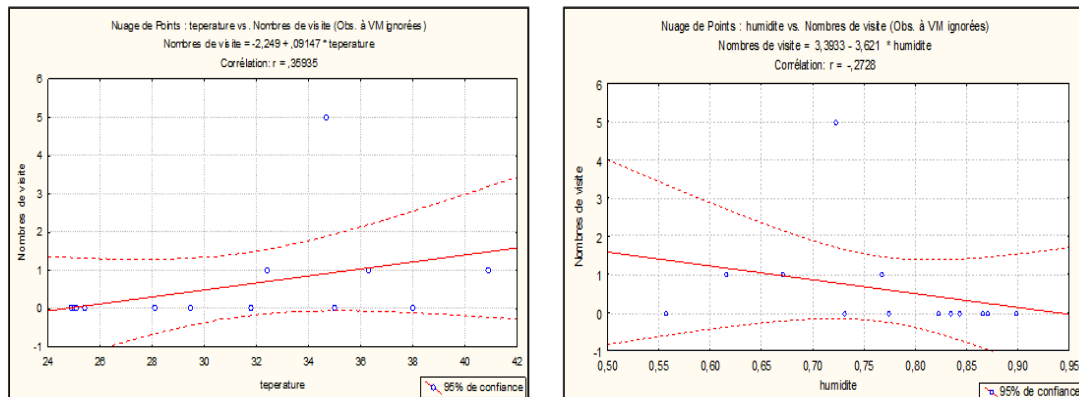 Nuage de Points : teperature vs. Nombres de visite (Obs. à VM ignorées)
Nombres de visite = -2,249 + ,09147 * teperature
Corrélation: r = ,35935
6
5
4
3
2
1
0
-1
Nombres de visite
24 26 28 30 32 34 36 38 40 42
teperature
95% de confiance
Nuage de Points : humidite vs. Nombres de visite (Obs. à VM ignorées)
Nombres de visite = 3,3933 - 3,621 * humidite
Corrélation: r = -,2728
6
5
4
3
2
1
0
-1
Nombres de visite
0,50 0,55 0,60 0,65 0,70 0,75 0,80 0,85 0,90 0,95
humidite
95% de confiance